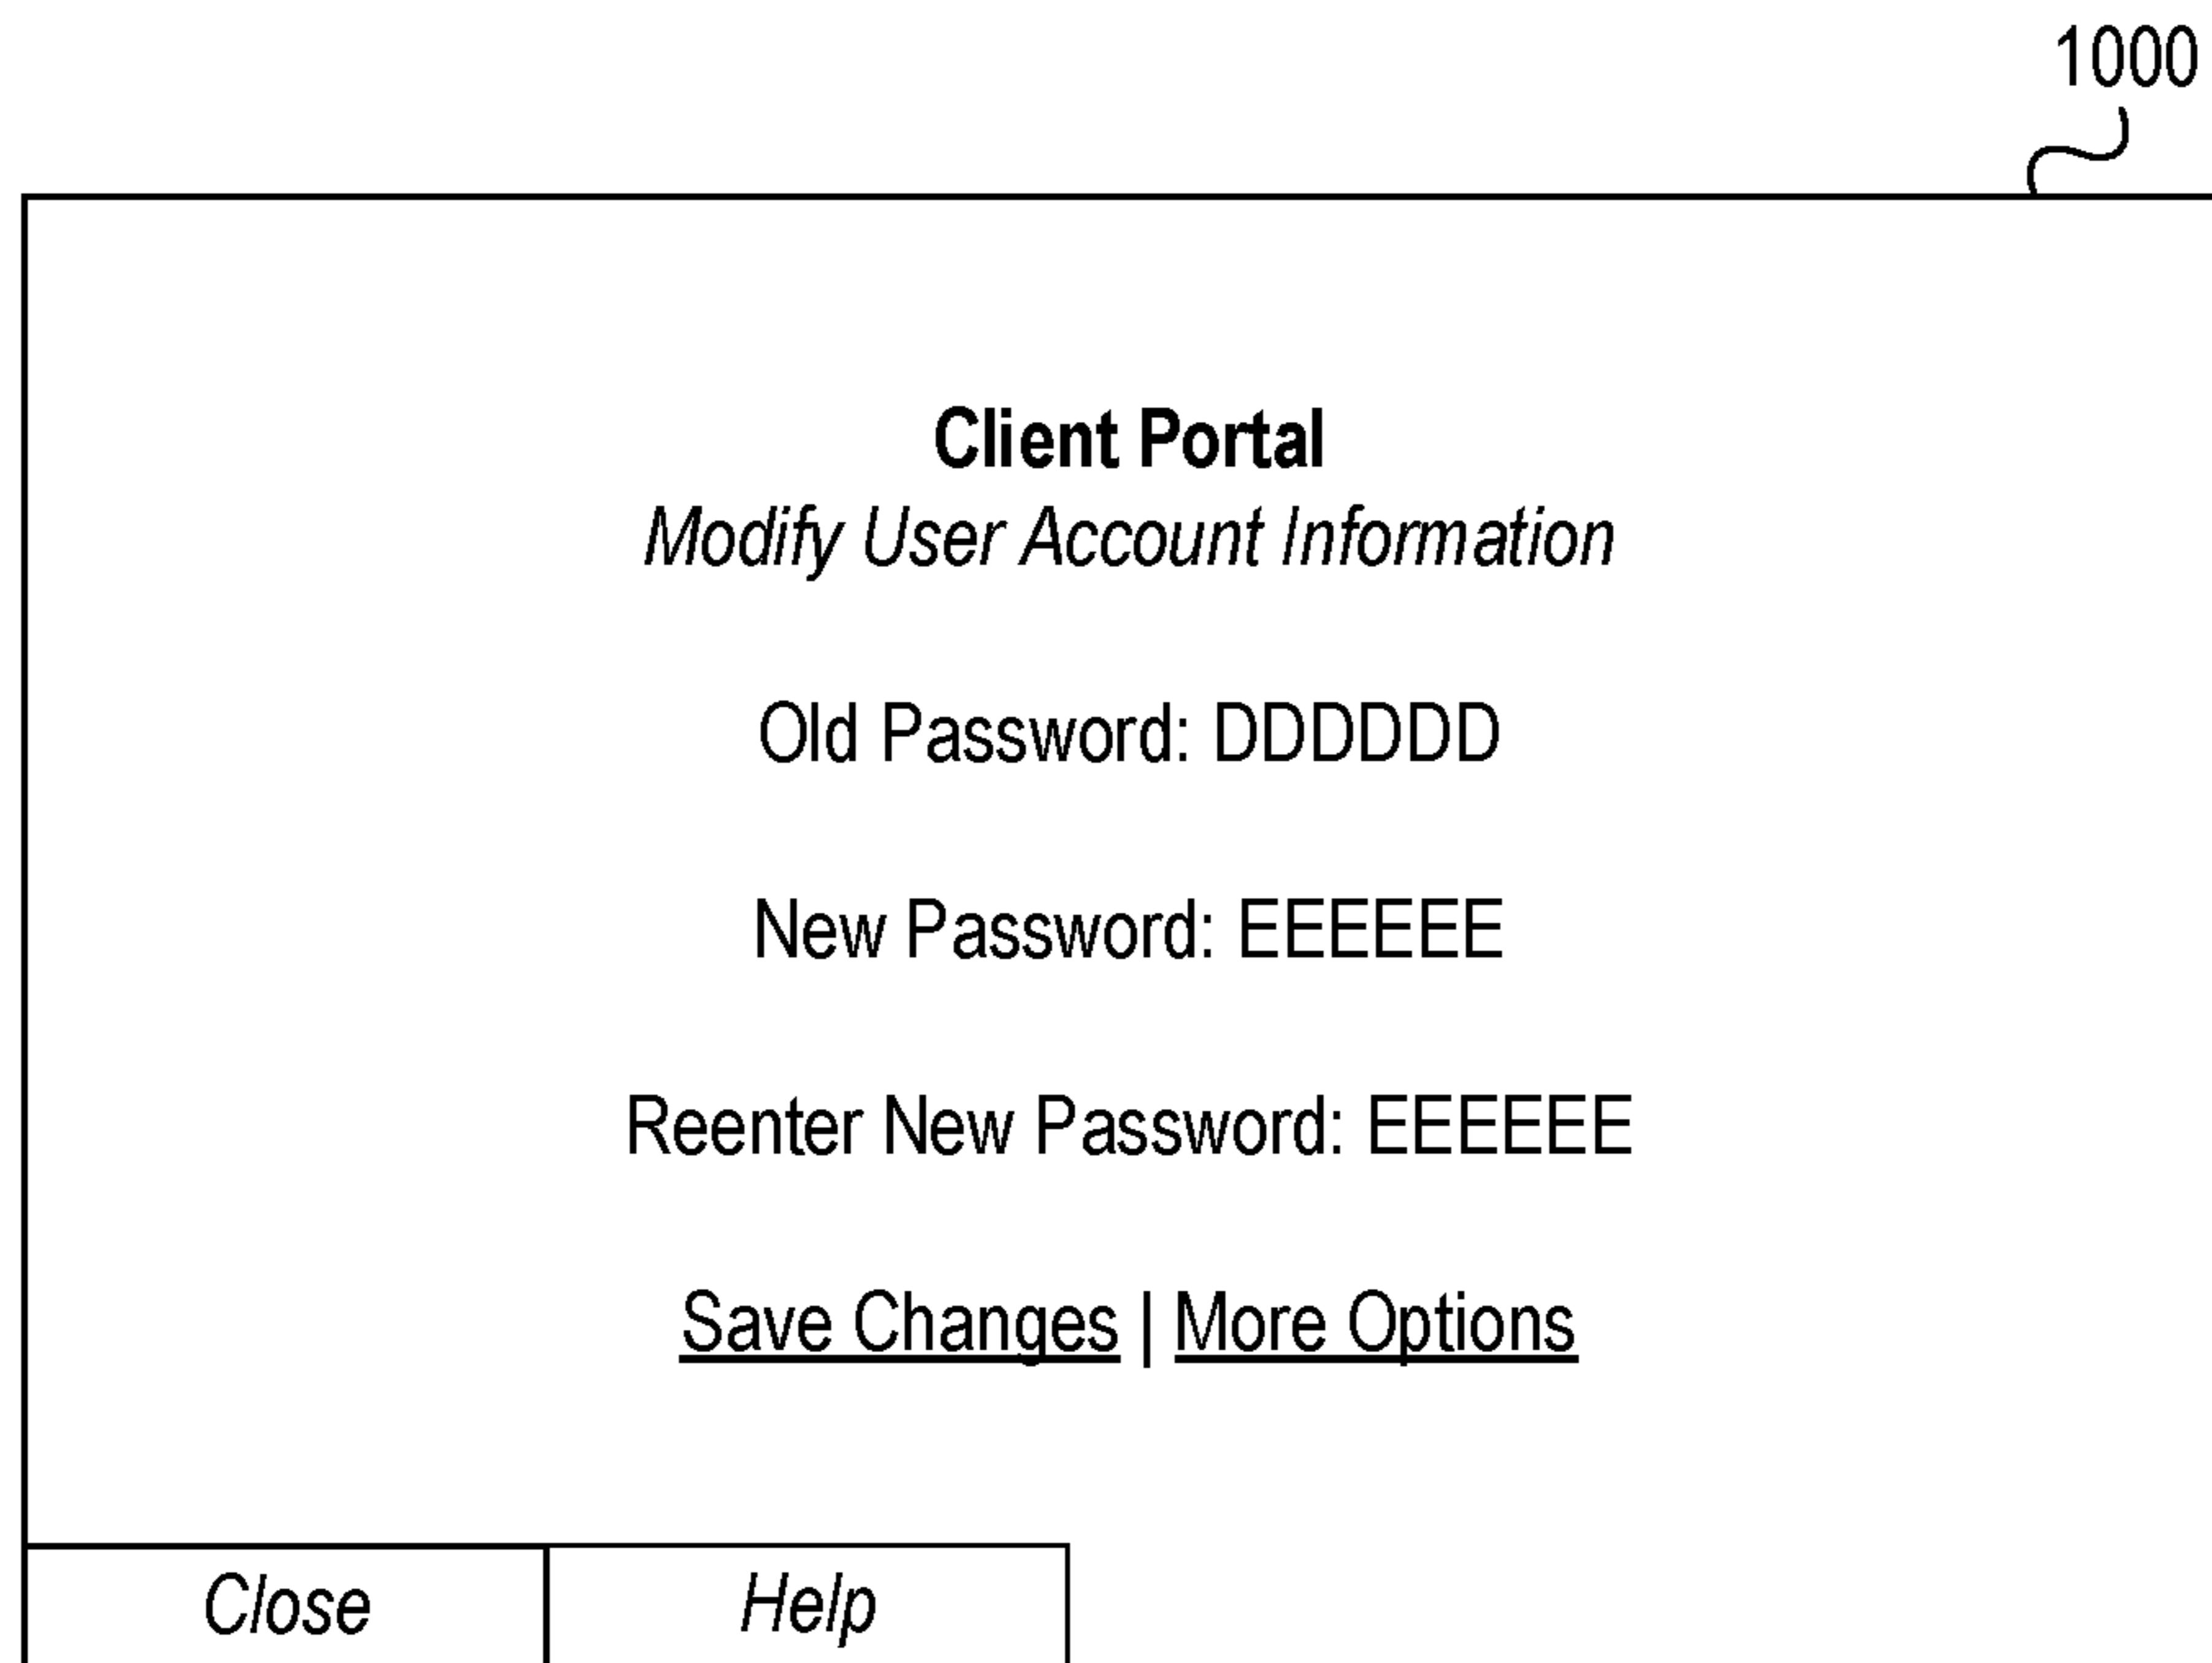 1000
Client Portal
Modify User Account Information
Old Password: DDDDDD
New Password: EEEEEE
Reenter New Password: EEEEEE
Save Changes | More Options
Close Help